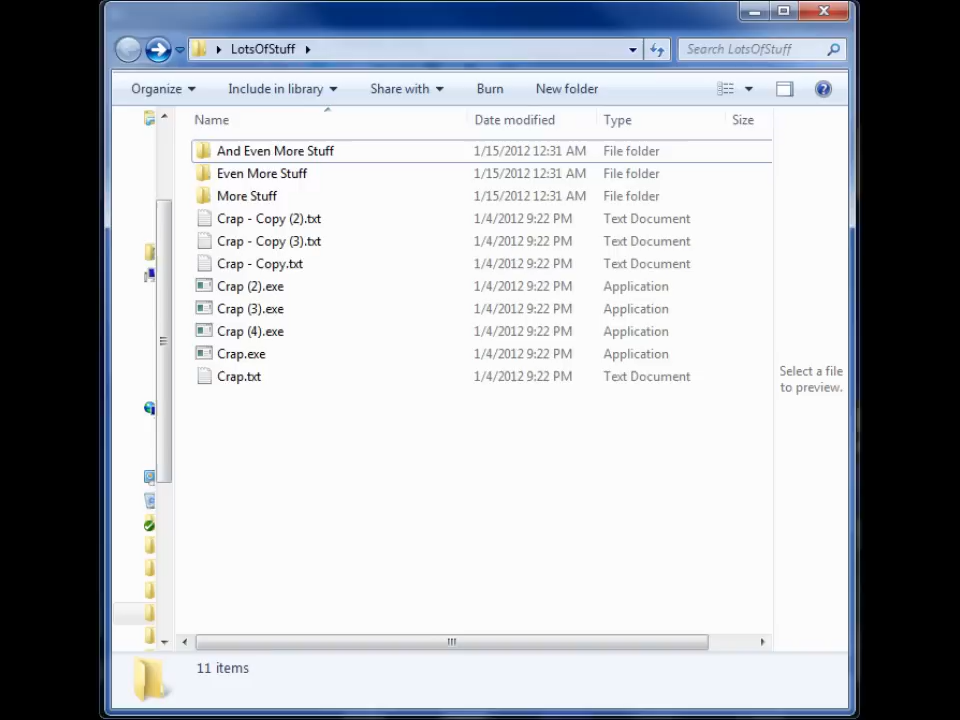 LotsOfStuff
Search LotsOfStuff
Organize Include in library Share with Burn New folder
Name Date modified Type Size
And Even More Stuff 1/15/2012 12:31 AM File folder
Even More Stuff 1/15/2012 12:31 AM File folder
More Stuff 1/15/2012 12:31 AM File folder
Crap - Copy (2).txt 1/4/2012 9:22 PM Text Document
Crap - Copy (3).txt 1/4/2012 9:22 PM Text Document
Crap - Copy.txt 1/4/2012 9:22 PM Text Document
Crap (2).exe 1/4/2012 9:22 PM Application
Crap (3).exe 1/4/2012 9:22 PM Application
Crap (4).exe 1/4/2012 9:22 PM Application
Crap.exe 1/4/2012 9:22 PM Application
Crap.txt 1/4/2012 9:22 PM Text Document
Select a file
to preview.
11 items